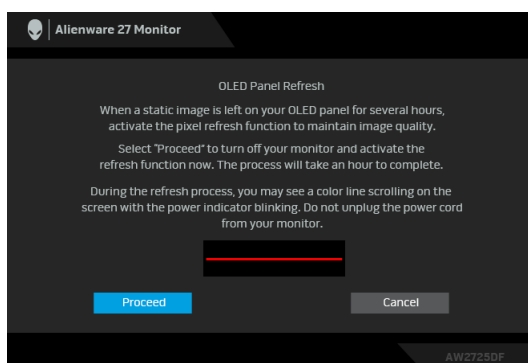 Alienware 27 Monitor
OLED Panel Refresh
When a static image is left on your OLED panel for several hours,
activate the pixel refresh function to maintain image quality.
Select "Proceed" to turn off your monitor and activate the
refresh function now. The process will take an hour to complete.
During the refresh process, you may see a color line scrolling on the
screen with the power indicator blinking. Do not unplug the power cord
from your monitor.
Proceed
Cancel
AW2725DF